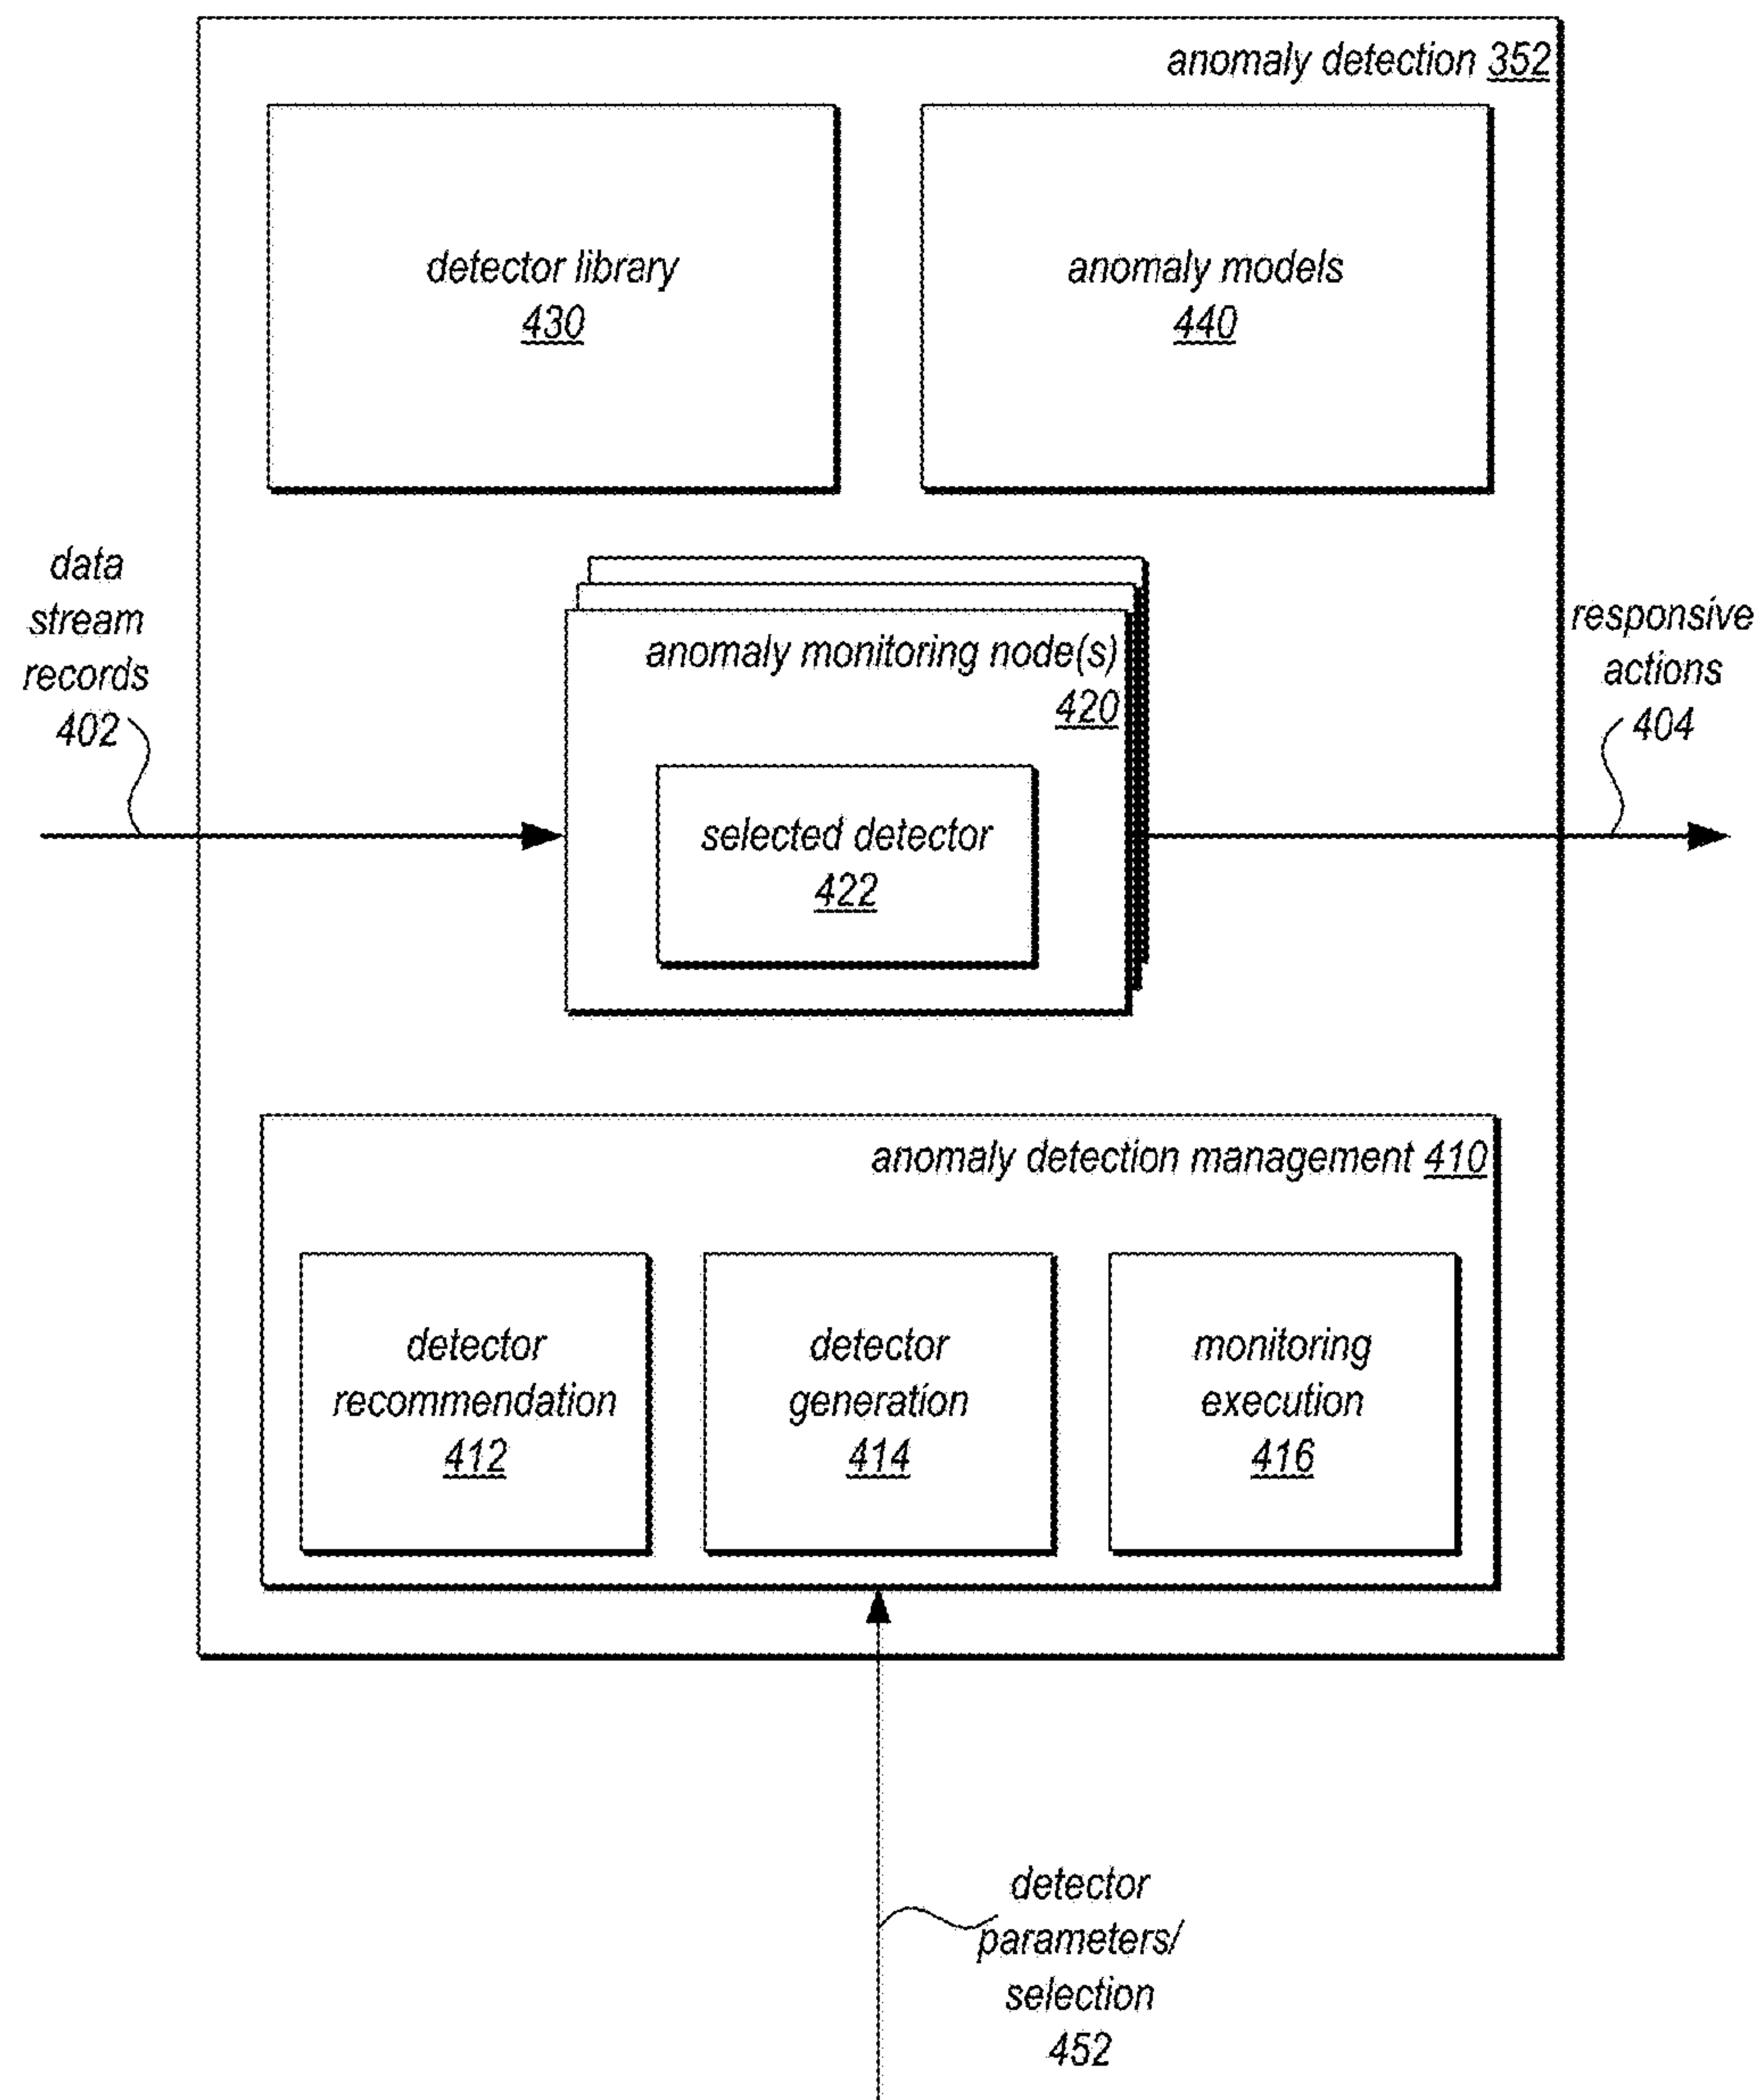 anomaly detection 352
detector library
430
anomaly models
440
data
stream
records
402
anomaly monitoring node(s)
420
selected detector
422
responsive
actions
404
anomaly detection management 410
detector
recommendation
412
detector
generation
414
monitoring
execution
416
detector
parameters/
selection
452